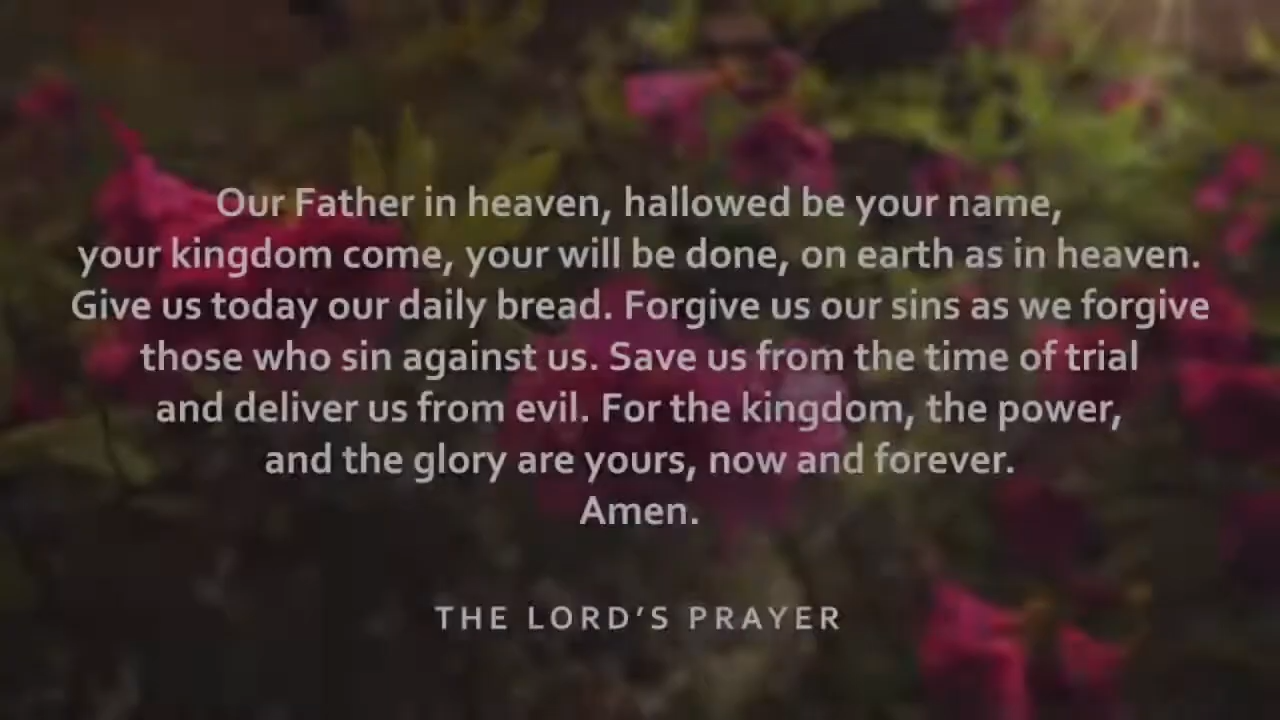 Our Father in heaven, hallowed be your name,
your kingdom come, your will be done, on earth as in heaven.
Give us today our daily bread. Forgive us our sins as we forgive
those who sin against us. Save us from the time of trial
and deliver us from evil. For the kingdom, the power,
and the glory are yours, now and forever.
Amen.
THE LORD’S PRAYER